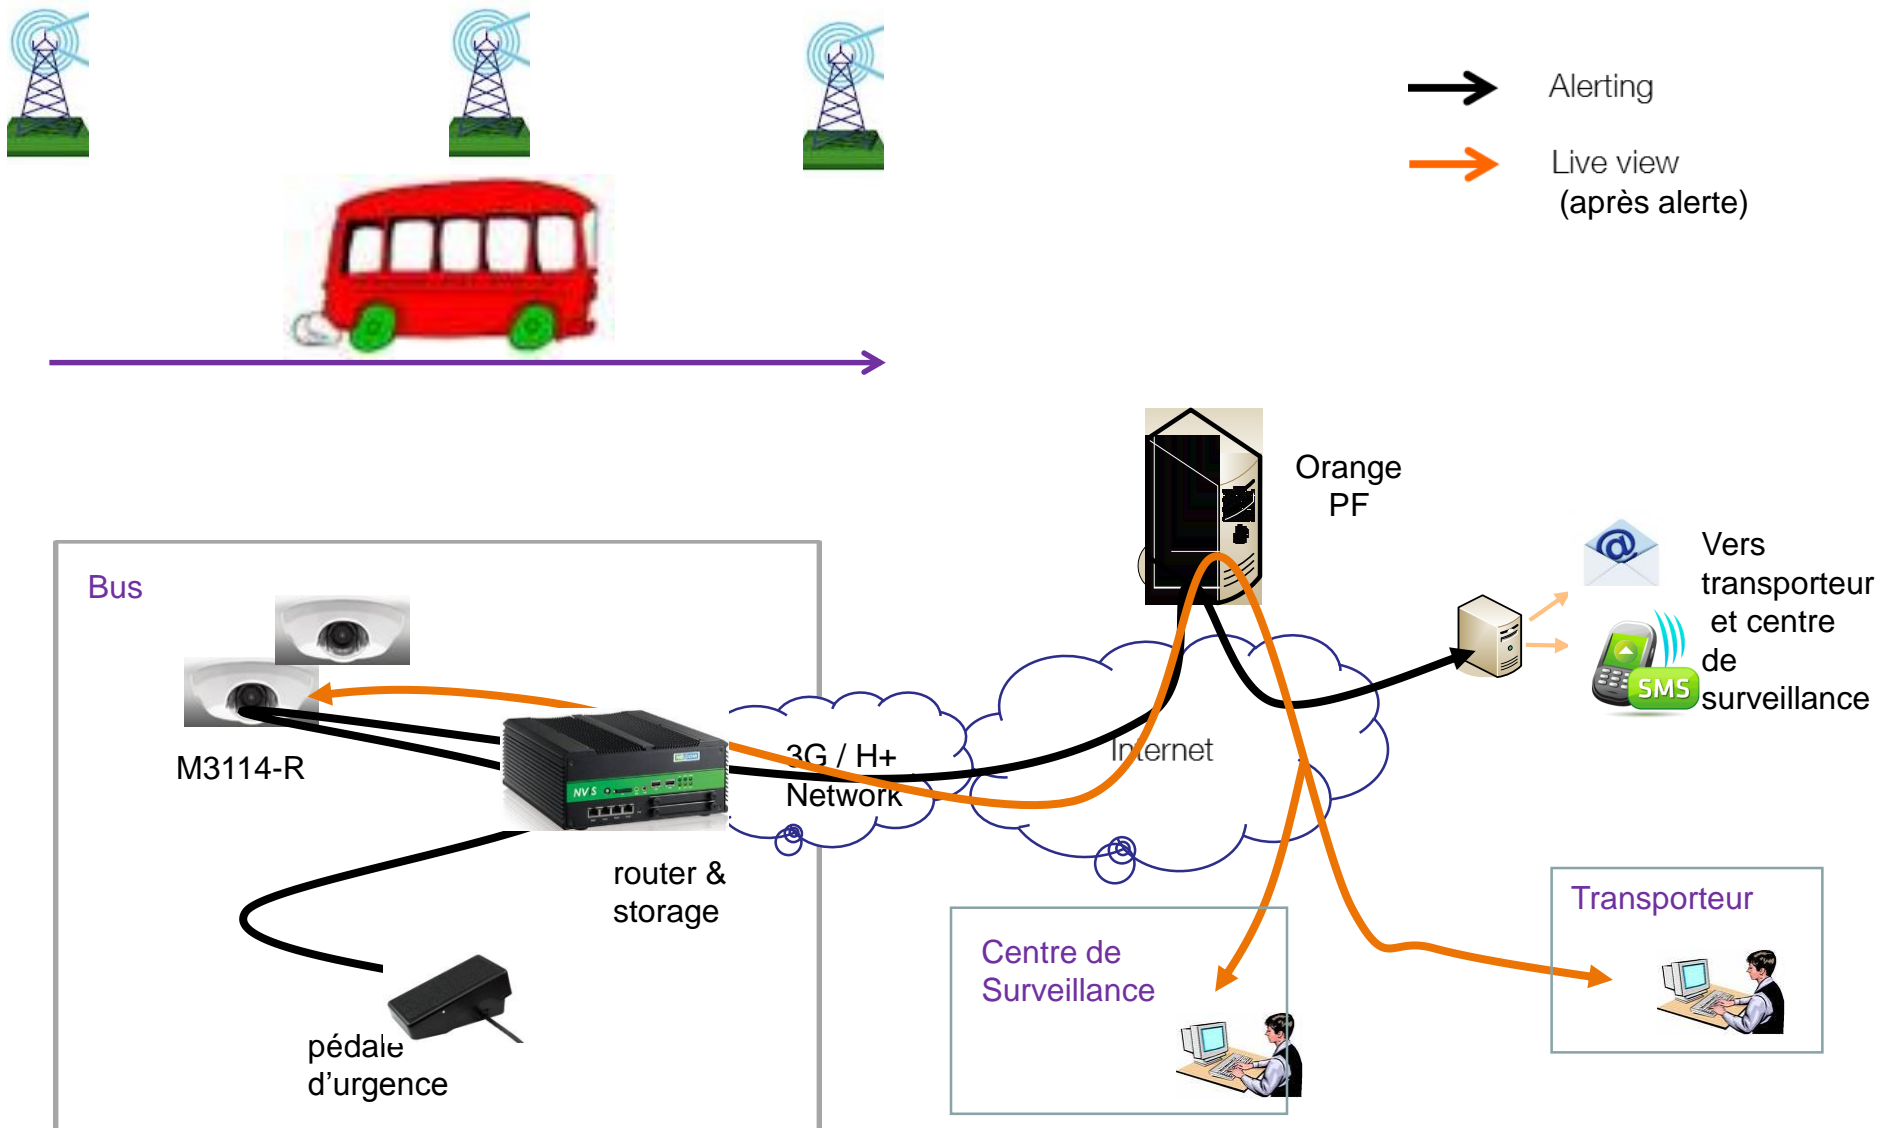 Alerting
Live view
(après alerte)
Orange
PF
Vers
transporteur
et centre
de
surveillance
SMS
Bus
M3114-R
NVS
3G / H+
Network
Internet
router &
storage
Transporteur
Centre de
Surveillance
pédale
d'urgence